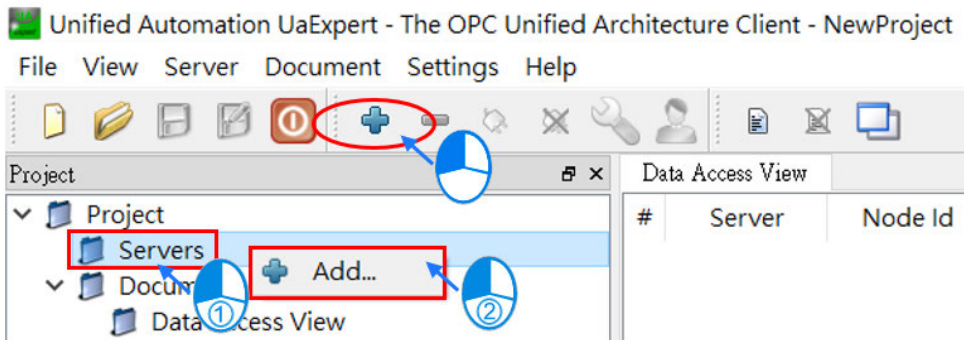 Unified Automation UaExpert - The OPC Unified Architecture Client - NewProject
File View Server Document Settings Help
Project
Data Access View
Project
# Server Node Id
Servers
Add...
①
②
Data
View